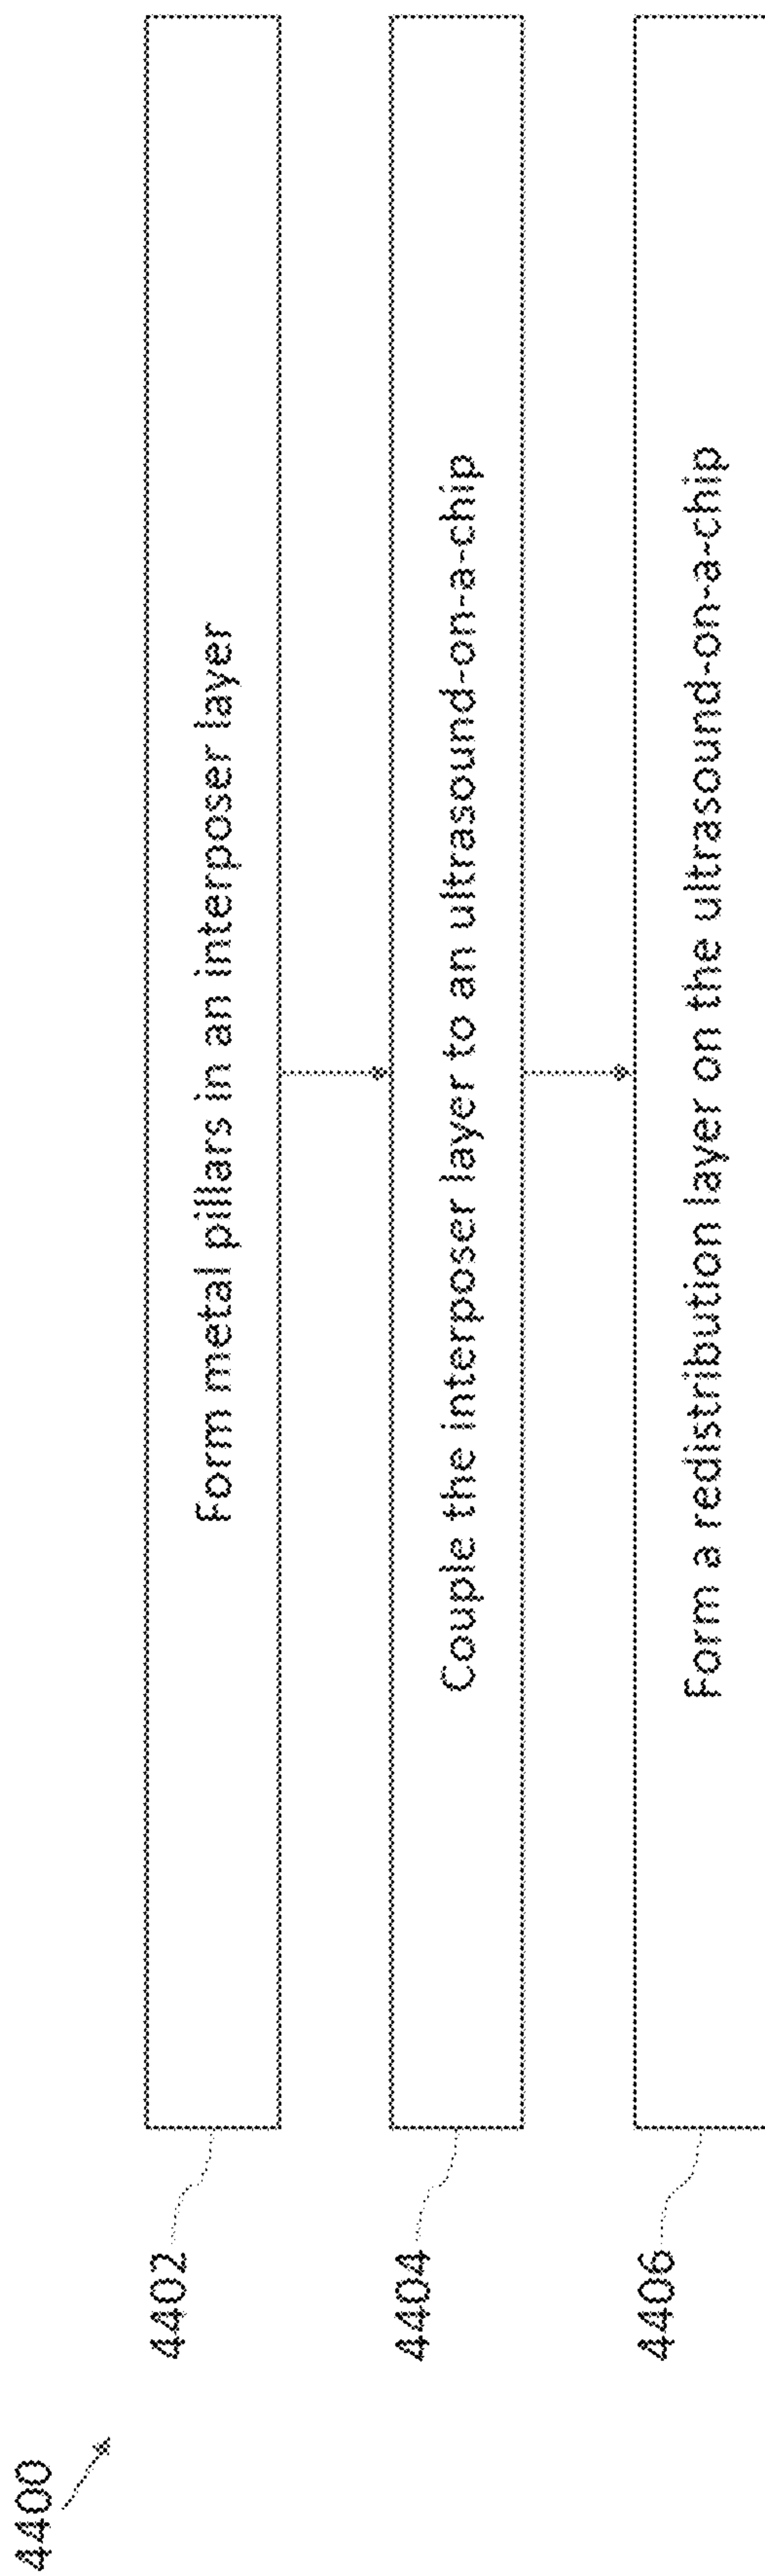 4400
4402
Form metal pillars in an interposer layer
4404
Couple the interposer layer to an ultrasound-on-a-chip
4406
Form a redistribution layer on the ultrasound-on-a-chip